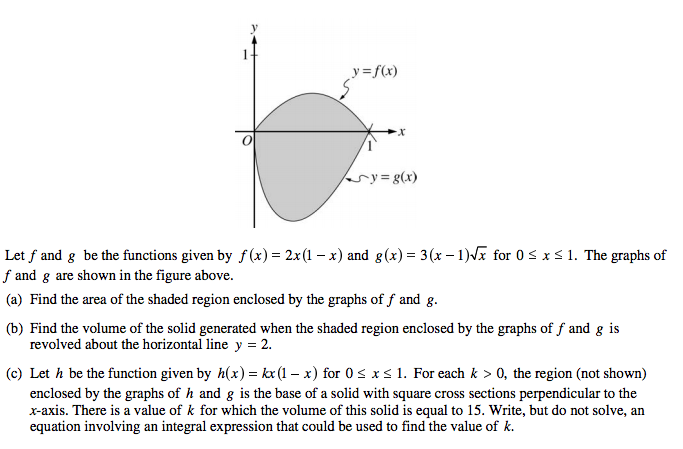 y
1
y = f(x)
x
O
1
y = g(x)
Let f and g be the functions given by f(x) = 2x(1 − x) and g(x) = 3(x − 1)√x for 0 ≤ x ≤ 1. The graphs of
f and g are shown in the figure above.
(a) Find the area of the shaded region enclosed by the graphs of f and g.
(b) Find the volume of the solid generated when the shaded region enclosed by the graphs of f and g is
revolved about the horizontal line y = 2.
(c) Let h be the function given by h(x) = kx(1 − x) for 0 ≤ x ≤ 1. For each k > 0, the region (not shown)
enclosed by the graphs of h and g is the base of a solid with square cross sections perpendicular to the
x-axis. There is a value of k for which the volume of this solid is equal to 15. Write, but do not solve, an
equation involving an integral expression that could be used to find the value of k.